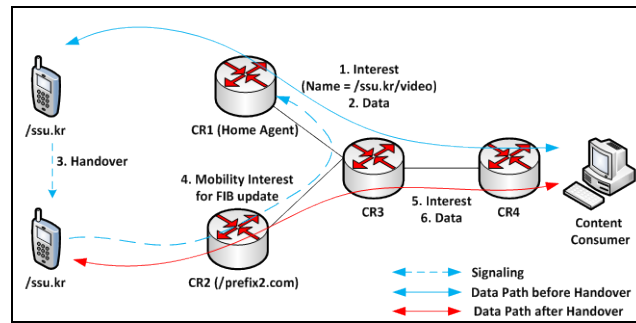 1. Interest
(Name = /ssu.kr/video)
2. Data
/ssu.kr
CR1 (Home Agent)
3. Handover
4. Mobility Interest
for FIB update
CR3
5. Interest
6. Data
CR4
Content
Consumer
/ssu.kr
CR2 (/prefix2.com)
Signaling
Data Path before Handover
Data Path after Handover